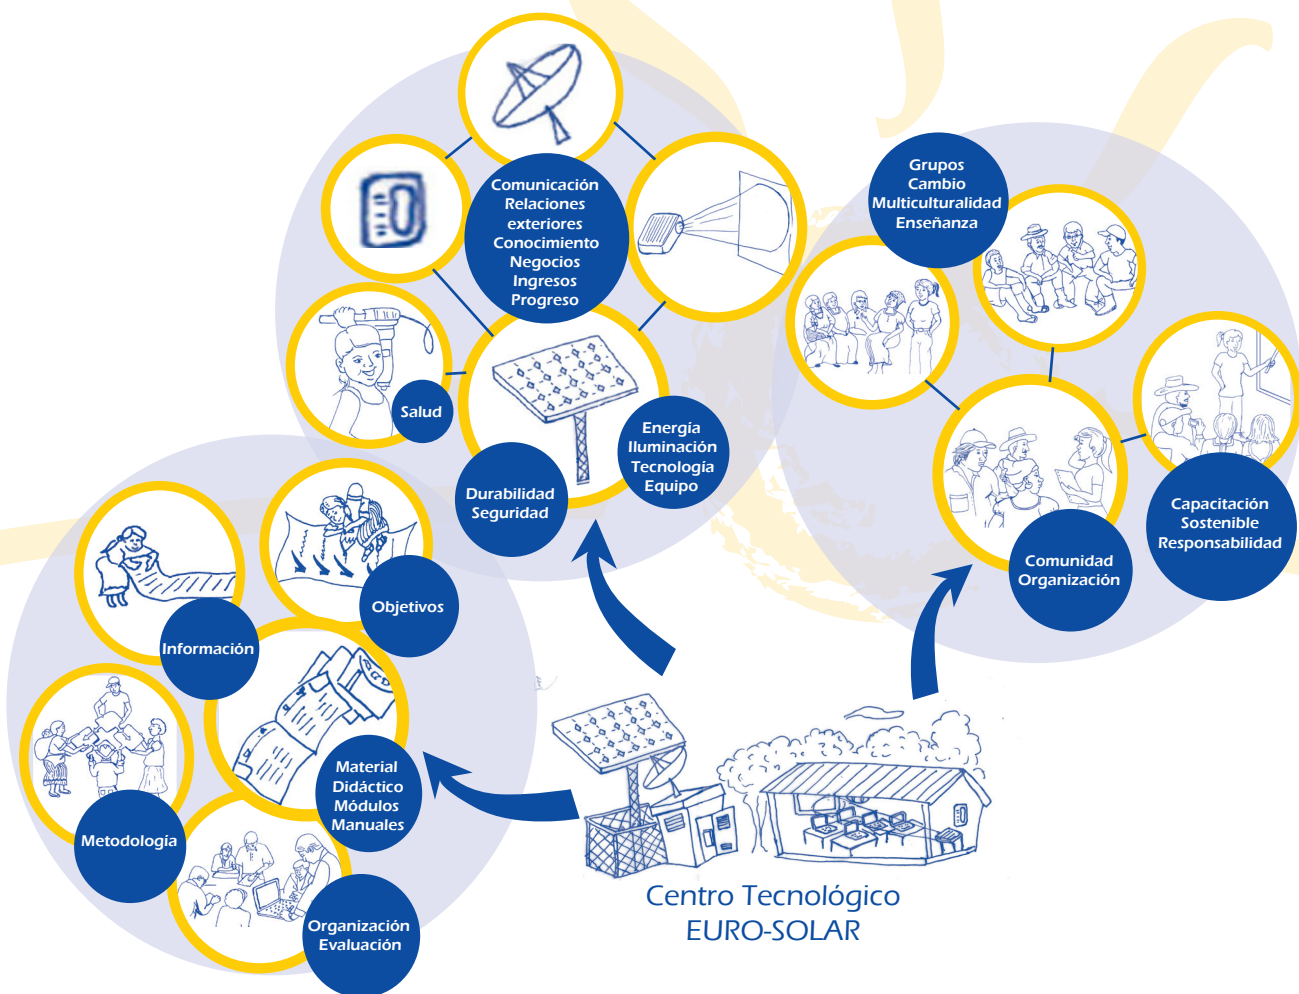 Comunicación
Relaciones
exteriores
Conocimiento
Negocios
Ingresos
Progreso
Grupos
Cambio
Multiculturalidad
Enseñanza
Salud
Energía
Iluminación
Tecnología
Equipo
Durabilidad
Seguridad
Capacitación
Sostenible
Responsabilidad
Comunidad
Organización
Objetivos
Información
Material
Didáctico
Módulos
Manuales
Metodología
Organización
Evaluación
Centro Tecnológico
EURO-SOLAR